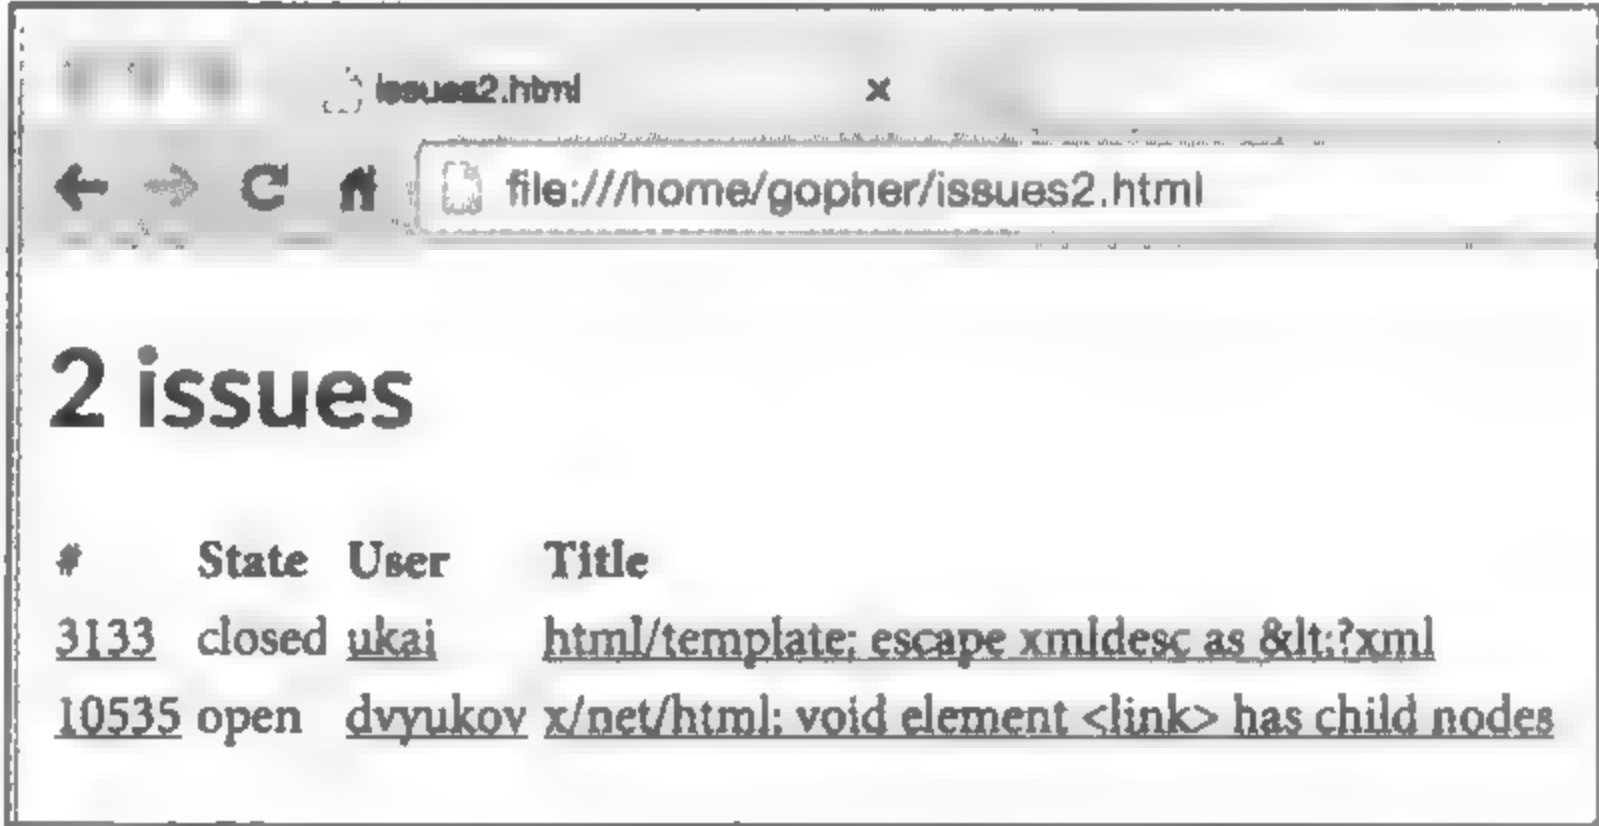 issues2.html ×
file:///home/gopher/issues2.html
2 issues
# State User Title
3133 closed ukai html/template: escape xmldesc as &lt;?xml
10535 open dvyukov x/net/html: void element <link> has child nodes